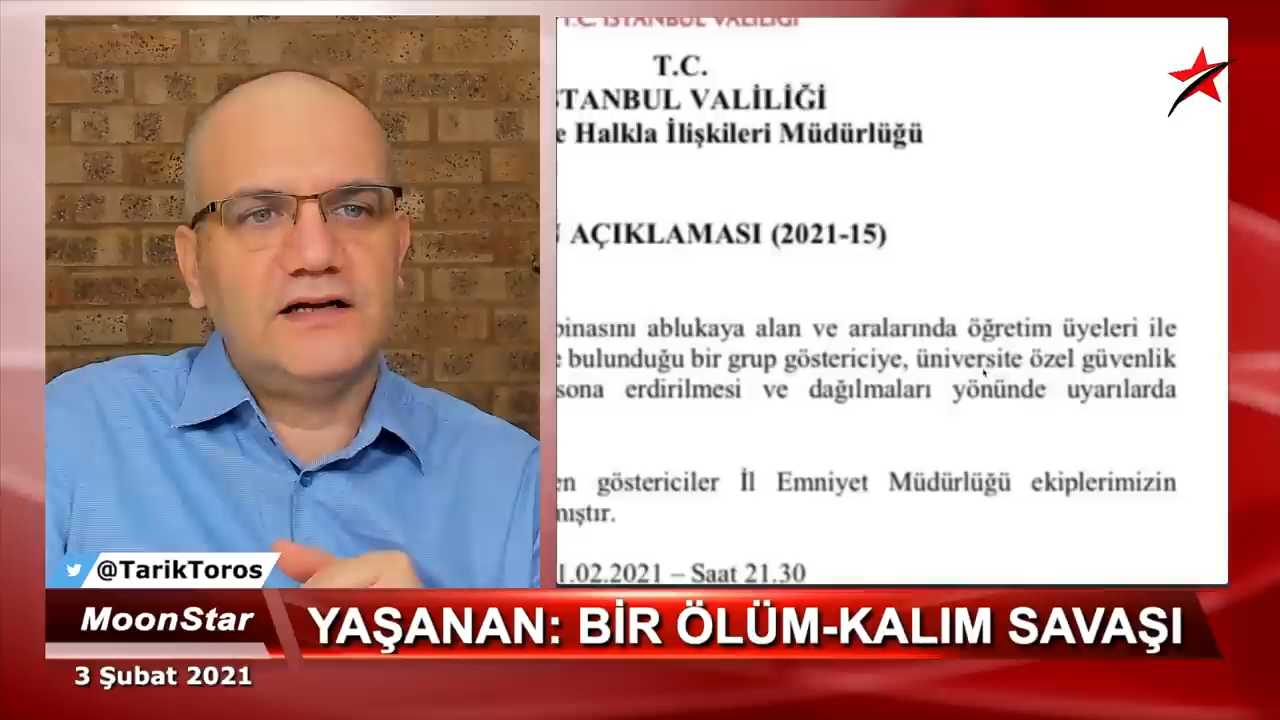 T.C. İSTANBUL VALİLİĞİ
T.C.
STANBUL VALİLİĞİ
e Halkla İlişkileri Müdürlüğü
AÇIKLAMASI (2021-15)
binasını ablukaya alan ve aralarında öğretim üyeleri ile
bulunduğu bir grup göstericiye, üniversite özel güvenlik
sona erdirilmesi ve dağılmaları yönünde uyarılarda
en göstericiler İl Emniyet Müdürlüğü ekiplerimizin
mıştır.
1.02.2021 – Saat 21.30
@TarikToros
MoonStar
YAŞANAN: BİR ÖLÜM-KALIM SAVAŞI
3 Şubat 2021